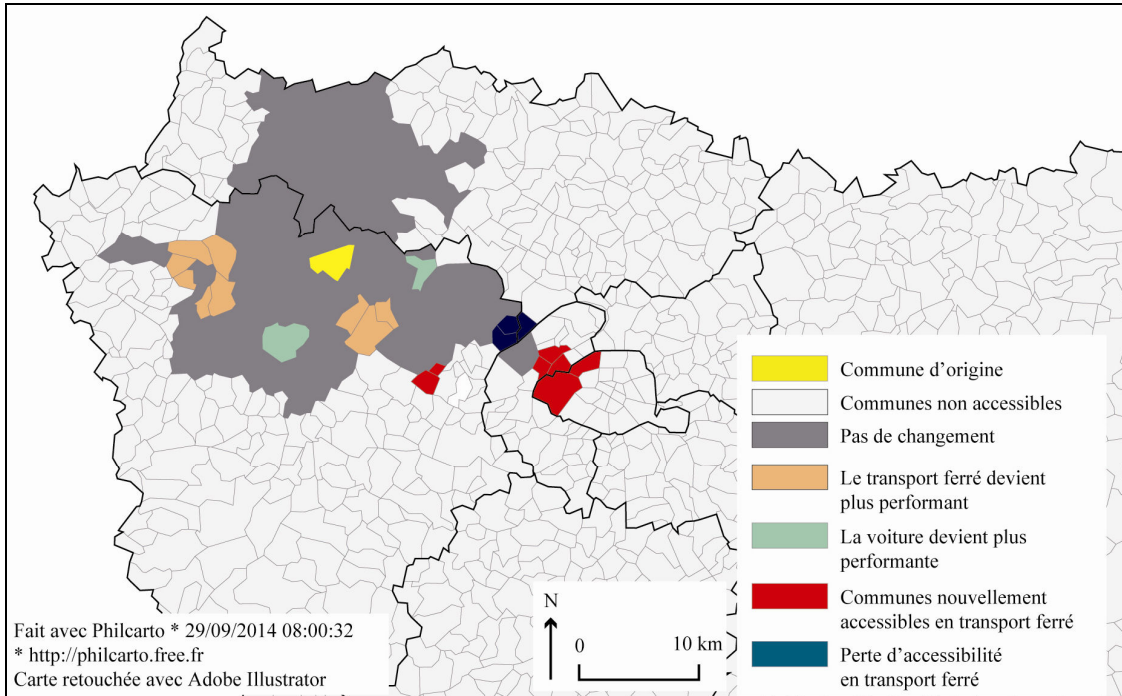 Commune d'origine
Communes non accessibles
Pas de changement
Le transport ferré devient
plus performant
La voiture devient plus
performante
Communes nouvellement
accessibles en transport ferré
Perte d'accessibilité
en transport ferré
N
0 10 km
Fait avec Philcarto * 29/09/2014 08:00:32
* http://philcarto.free.fr
Carte retouchée avec Adobe Illustrator